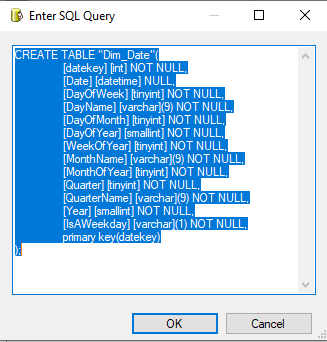 Enter SQL Query
CREATE TABLE "Dim_Date"(
[datekey] [int] NOT NULL,
[Date] [datetime] NULL,
[DayOfWeek] [tinyint] NOT NULL,
[DayName] [varchar](9) NOT NULL,
[DayOfMonth] [tinyint] NOT NULL,
[DayOfYear] [smallint] NOT NULL,
[WeekOfYear] [tinyint] NOT NULL,
[MonthName] [varchar](9) NOT NULL,
[MonthOfYear] [tinyint] NOT NULL,
[Quarter] [tinyint] NOT NULL,
[QuarterName] [varchar](9) NOT NULL,
[Year] [smallint] NOT NULL,
[IsAWeekday] [varchar](1) NOT NULL,
primary key(datekey)
);
OK Cancel